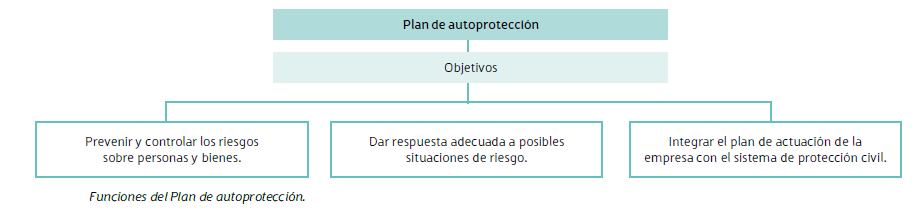 Plan de autoprotección
Objetivos
Prevenir y controlar los riesgos
sobre personas y bienes.
Dar respuesta adecuada a posibles
situaciones de riesgo.
Integrar el plan de actuación de la
empresa con el sistema de protección civil.
Funciones del Plan de autoprotección.